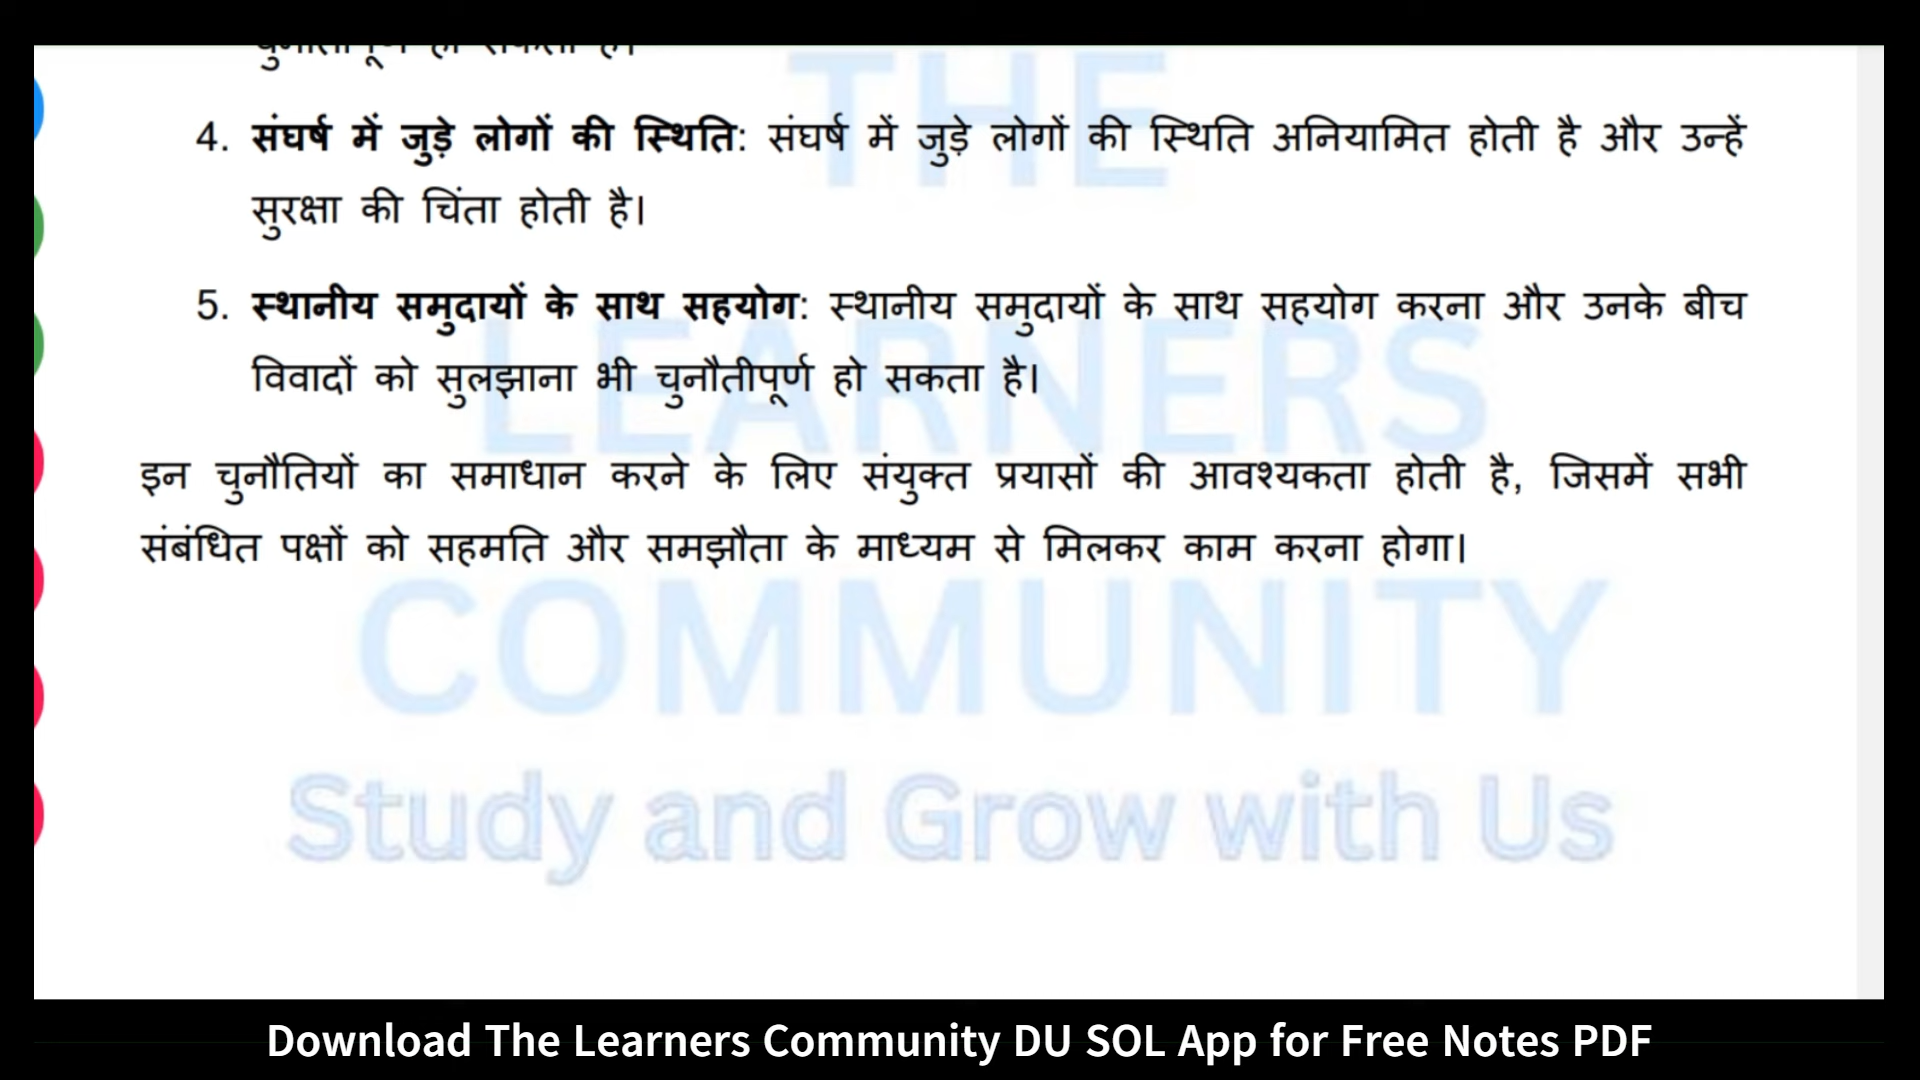 चुनौतीपूर्ण हो सकता है।
4. संघर्ष में जुड़े लोगों की स्थिति: संघर्ष में जुड़े लोगों की स्थिति अनियामित होती है और उन्हें
सुरक्षा की चिंता होती है।
5. स्थानीय समुदायों के साथ सहयोग: स्थानीय समुदायों के साथ सहयोग करना और उनके बीच
विवादों को सुलझाना भी चुनौतीपूर्ण हो सकता है।
इन चुनौतियों का समाधान करने के लिए संयुक्त प्रयासों की आवश्यकता होती है, जिसमें सभी
संबंधित पक्षों को सहमति और समझौता के माध्यम से मिलकर काम करना होगा।
THE
LEARNERS
COMMUNITY
Study and Grow with Us
Download The Learners Community DU SOL App for Free Notes PDF